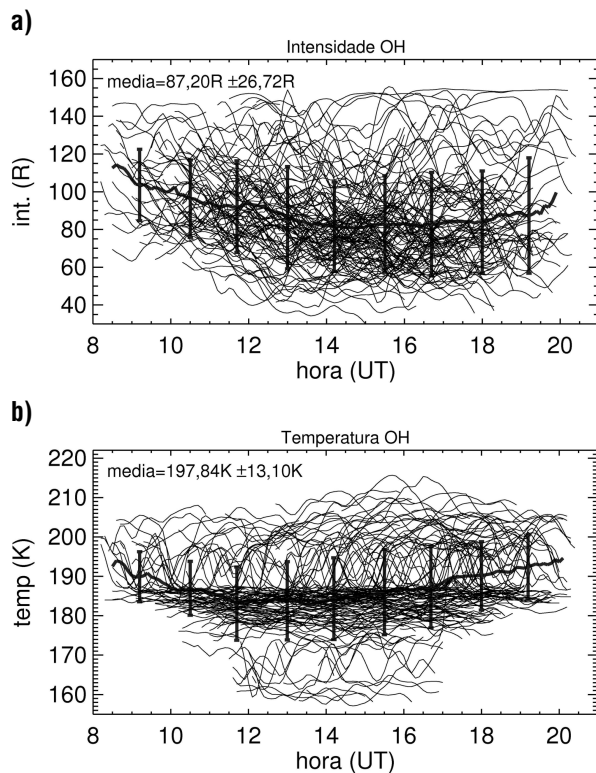 a)
Intensidade OH
media=87,20R ±26,72R
160
140
120
100
80
60
40
int. (R)
8 10 12 14 16 18 20
hora (UT)
b)
Temperatura OH
media=197,84K ±13,10K
220
210
200
190
180
170
160
temp (K)
8 10 12 14 16 18 20
hora (UT)